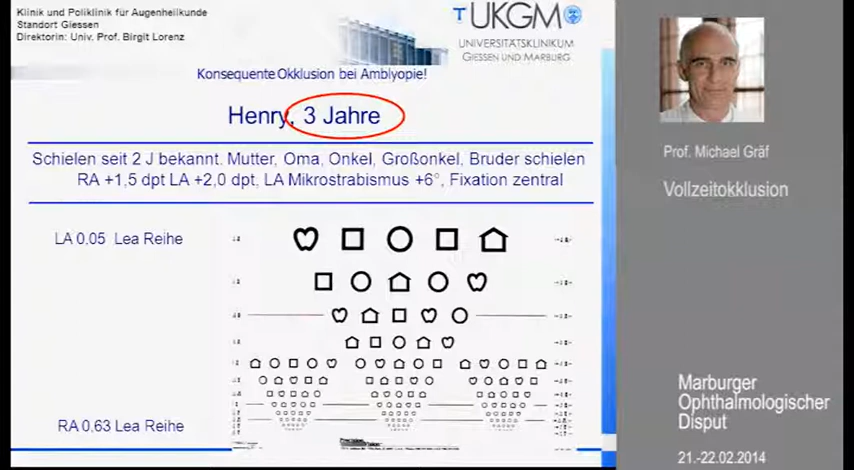 Klinik und Poliklinik für Augenheilkunde
Standort Giessen
Direktorin: Univ. Prof. Birgit Lorenz
UKGM
UNIVERSITÄTSKLINIKUM
GIESSEN UND MARBURG
Konsequente Okklusion bei Amblyopie!
Henry, 3 Jahre
Schielen seit 2 J bekannt. Mutter, Oma, Onkel, Großonkel, Bruder schielen
RA +1,5 dpt LA +2,0 dpt, LA Mikrostrabismus +6°, Fixation zentral
LA 0,05 Lea Reihe
RA 0,63 Lea Reihe
Prof. Michael Gräf
Vollzeitokklusion
Marburger
Ophthalmologischer
Disput
21.-22.02.2014